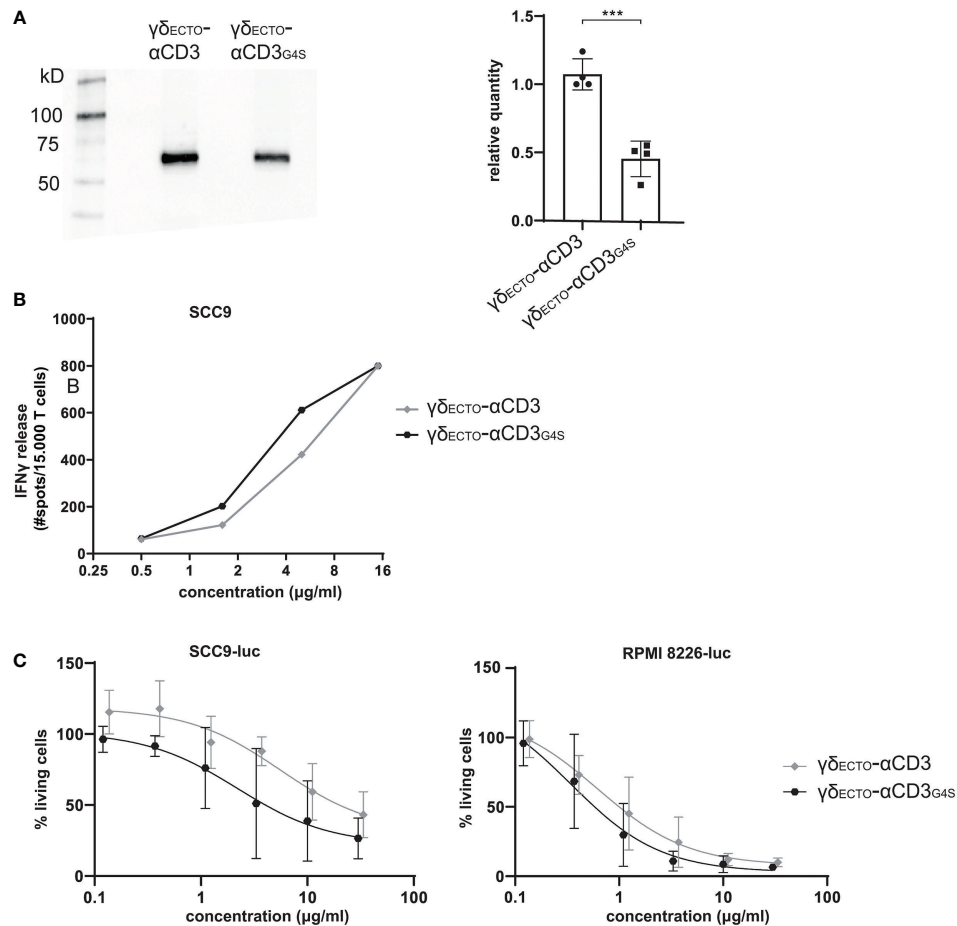 A
γδECTO-
αCD3
γδECTO-
αCD3G4S
kD
100
75
50
relative quantity
1.5
1.0
0.5
0.0
***
γδECTO-αCD3
γδECTO-αCD3G4S
B
SCC9
IFNγ release
(#spots/15.000 T cells)
1000
800
B
600
400
200
0
0.25 0.5 1 2 4 8 16
concentration (μg/ml)
γδECTO-αCD3
γδECTO-αCD3G4S
C
SCC9-luc
% living cells
150
100
50
0
0.1 1 10 100
concentration (μg/ml)
RPMI 8226-luc
% living cells
150
100
50
0
0.1 1 10 100
concentration (μg/ml)
γδECTO-αCD3
γδECTO-αCD3G4S